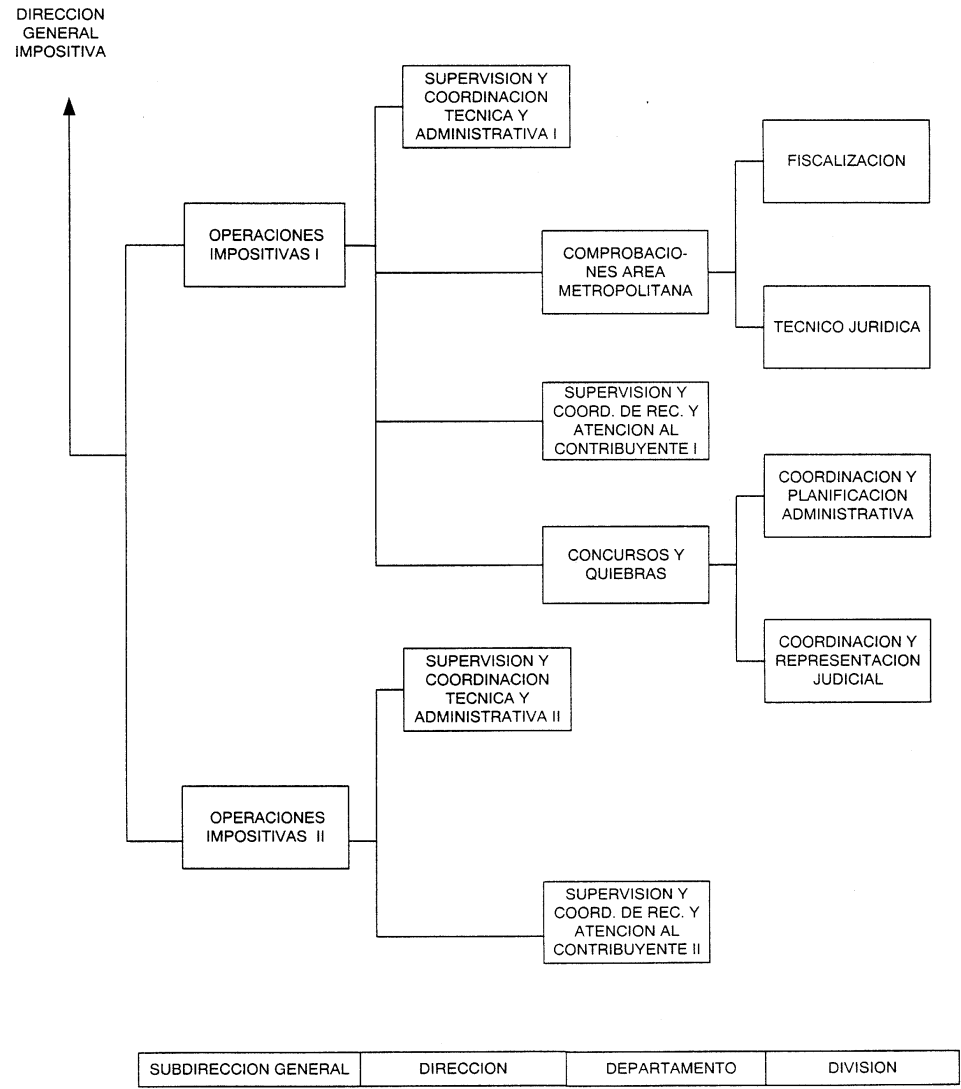 DIRECCION
GENERAL
IMPOSITIVA
SUPERVISION Y
COORDINACION
TECNICA Y
ADMINISTRATIVA I
FISCALIZACION
OPERACIONES
IMPOSITIVAS I
COMPROBACIO-
NES AREA
METROPOLITANA
TECNICO JURIDICA
SUPERVISION Y
COORD. DE REC. Y
ATENCION AL
CONTRIBUYENTE I
COORDINACION Y
PLANIFICACION
ADMINISTRATIVA
CONCURSOS Y
QUIEBRAS
COORDINACION Y
REPRESENTACION
JUDICIAL
SUPERVISION Y
COORDINACION
TECNICA Y
ADMINISTRATIVA II
OPERACIONES
IMPOSITIVAS II
SUPERVISION Y
COORD. DE REC. Y
ATENCION AL
CONTRIBUYENTE II
SUBDIRECCION GENERAL
DIRECCION
DEPARTAMENTO
DIVISION